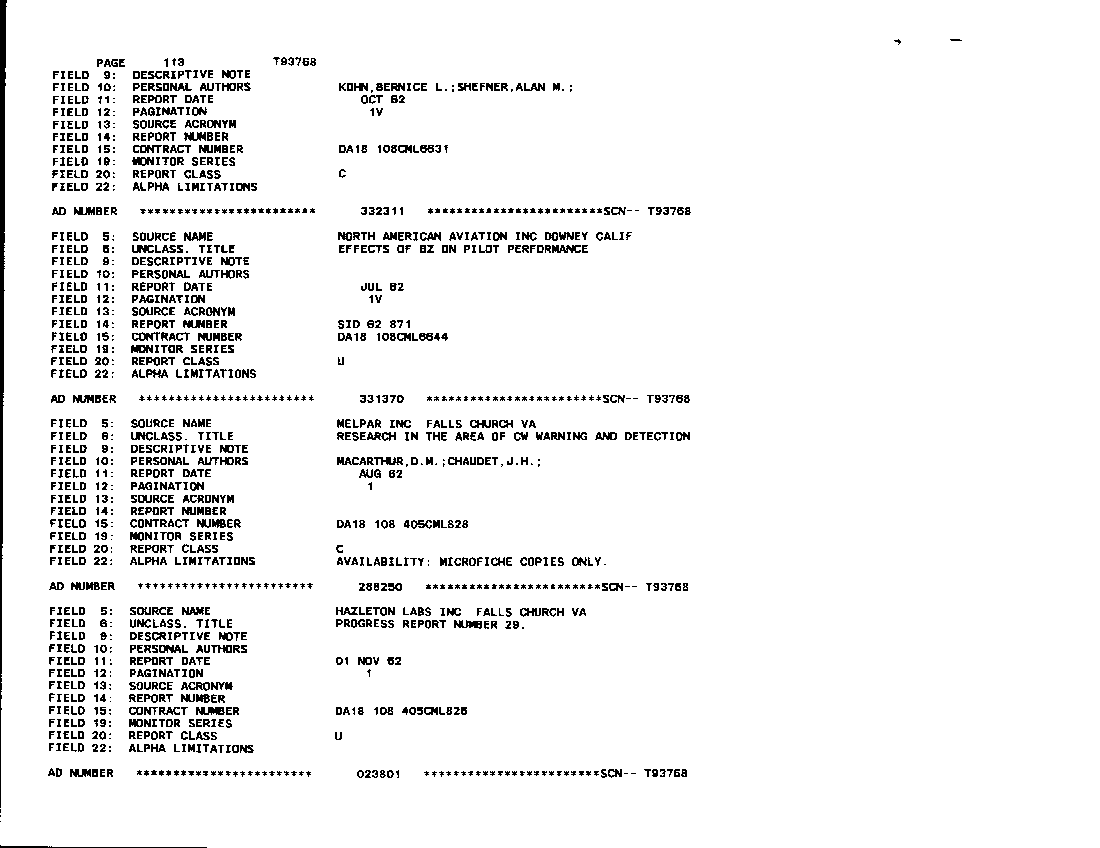 PAGE 113 T93768
FIELD 9: DESCRIPTIVE NOTE
FIELD 10: PERSONAL AUTHORS KOHN,BERNICE L.;SHEFNER,ALAN M.;
FIELD 11: REPORT DATE OCT 62
FIELD 12: PAGINATION 1V
FIELD 13: SOURCE ACRONYM
FIELD 14: REPORT NUMBER
FIELD 15: CONTRACT NUMBER DA18 108CML6631
FIELD 19: MONITOR SERIES
FIELD 20: REPORT CLASS C
FIELD 22: ALPHA LIMITATIONS
AD NUMBER ************************ 332311 ************************SCN-- T93768
FIELD 5: SOURCE NAME NORTH AMERICAN AVIATION INC DOWNEY CALIF
FIELD 6: UNCLASS. TITLE EFFECTS OF BZ ON PILOT PERFORMANCE
FIELD 9: DESCRIPTIVE NOTE
FIELD 10: PERSONAL AUTHORS
FIELD 11: REPORT DATE JUL 62
FIELD 12: PAGINATION 1V
FIELD 13: SOURCE ACRONYM
FIELD 14: REPORT NUMBER SID 62 871
FIELD 15: CONTRACT NUMBER DA18 108CML6644
FIELD 19: MONITOR SERIES
FIELD 20: REPORT CLASS U
FIELD 22: ALPHA LIMITATIONS
AD NUMBER ************************ 331370 ************************SCN-- T93768
FIELD 5: SOURCE NAME MELPAR INC FALLS CHURCH VA
FIELD 6: UNCLASS. TITLE RESEARCH IN THE AREA OF CW WARNING AND DETECTION
FIELD 9: DESCRIPTIVE NOTE
FIELD 10: PERSONAL AUTHORS MACARTHUR,D.M.;CHAUDET,J.H.;
FIELD 11: REPORT DATE AUG 62
FIELD 12: PAGINATION 1
FIELD 13: SOURCE ACRONYM
FIELD 14: REPORT NUMBER
FIELD 15: CONTRACT NUMBER DA18 108 405CML828
FIELD 19: MONITOR SERIES
FIELD 20: REPORT CLASS C
FIELD 22: ALPHA LIMITATIONS AVAILABILITY: MICROFICHE COPIES ONLY.
AD NUMBER ************************ 288250 ************************SCN-- T93768
FIELD 5: SOURCE NAME HAZLETON LABS INC FALLS CHURCH VA
FIELD 6: UNCLASS. TITLE PROGRESS REPORT NUMBER 29.
FIELD 9: DESCRIPTIVE NOTE
FIELD 10: PERSONAL AUTHORS
FIELD 11: REPORT DATE 01 NOV 62
FIELD 12: PAGINATION 1
FIELD 13: SOURCE ACRONYM
FIELD 14: REPORT NUMBER
FIELD 15: CONTRACT NUMBER DA18 108 405CML826
FIELD 19: MONITOR SERIES
FIELD 20: REPORT CLASS U
FIELD 22: ALPHA LIMITATIONS
AD NUMBER ************************ 023801 ************************SCN-- T93768